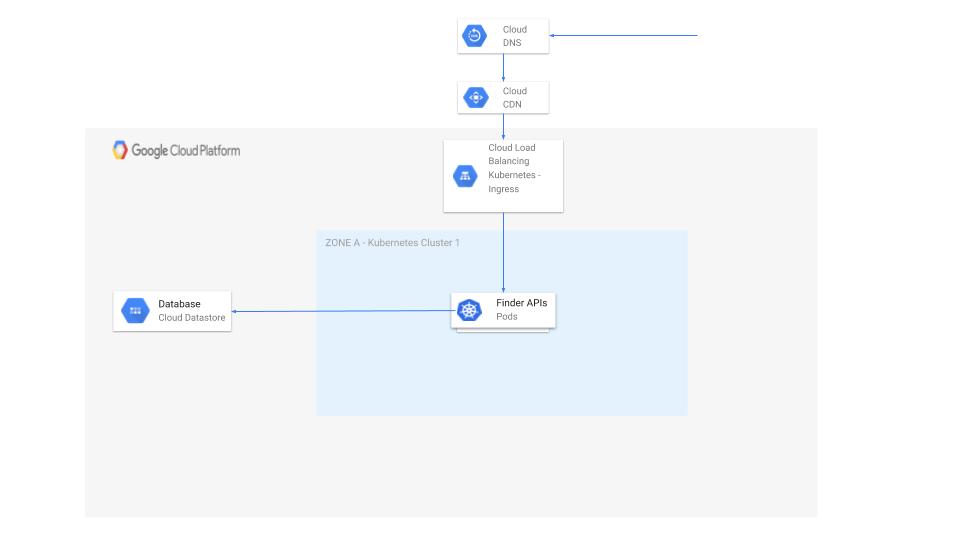 Cloud
DNS
Cloud
CDN
Google Cloud Platform
Cloud Load
Balancing
Kubernetes -
Ingress
ZONE A - Kubernetes Cluster 1
Database
Cloud Datastore
Finder APIs
Pods